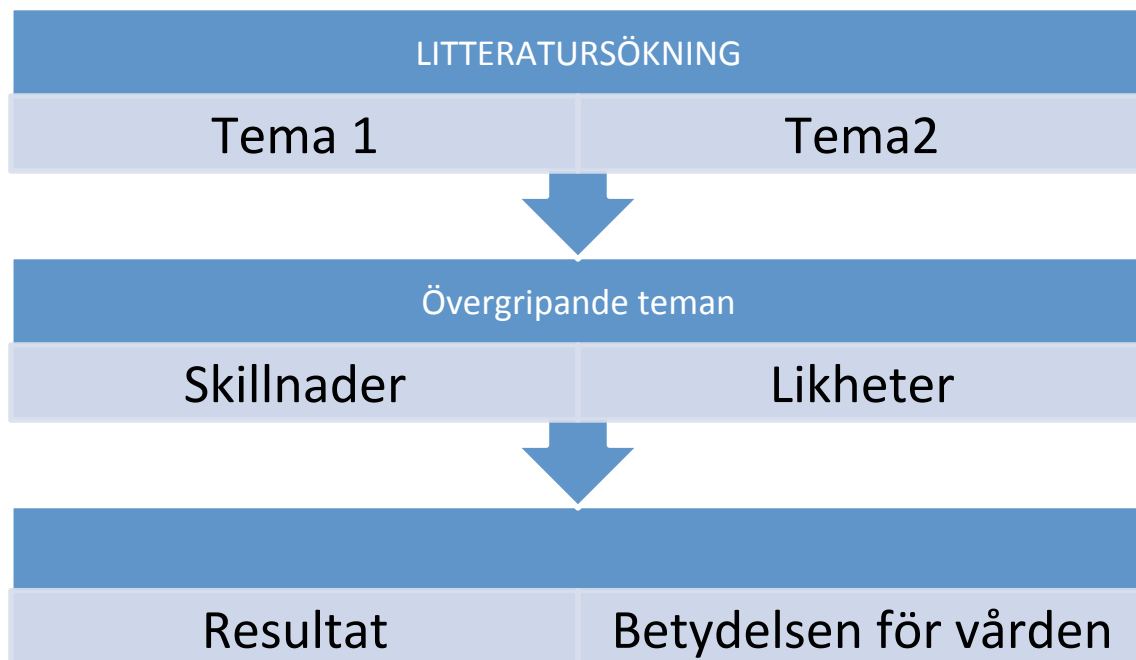 LITTERATURSÖKNING
Tema 1 Tema2
Övergripande teman
Skillnader Likheter
Resultat Betydelsen för vården